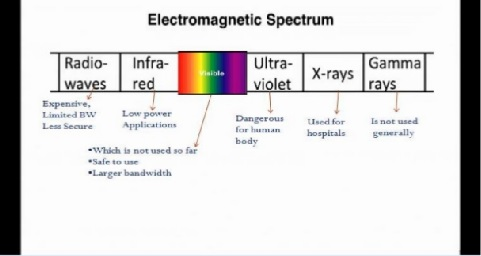 Electromagnetic Spectrum
Radio-
waves
Infra-
red
Visible
Ultra-
violet
X-rays
Gamma
rays
Expensive,
Limited BW
Less Secure
Low power
Applications
Dangerous
for human
body
Used for
hospitals
Is not used
generally
•Which is not used so far
•Safe to use
•Larger bandwidth